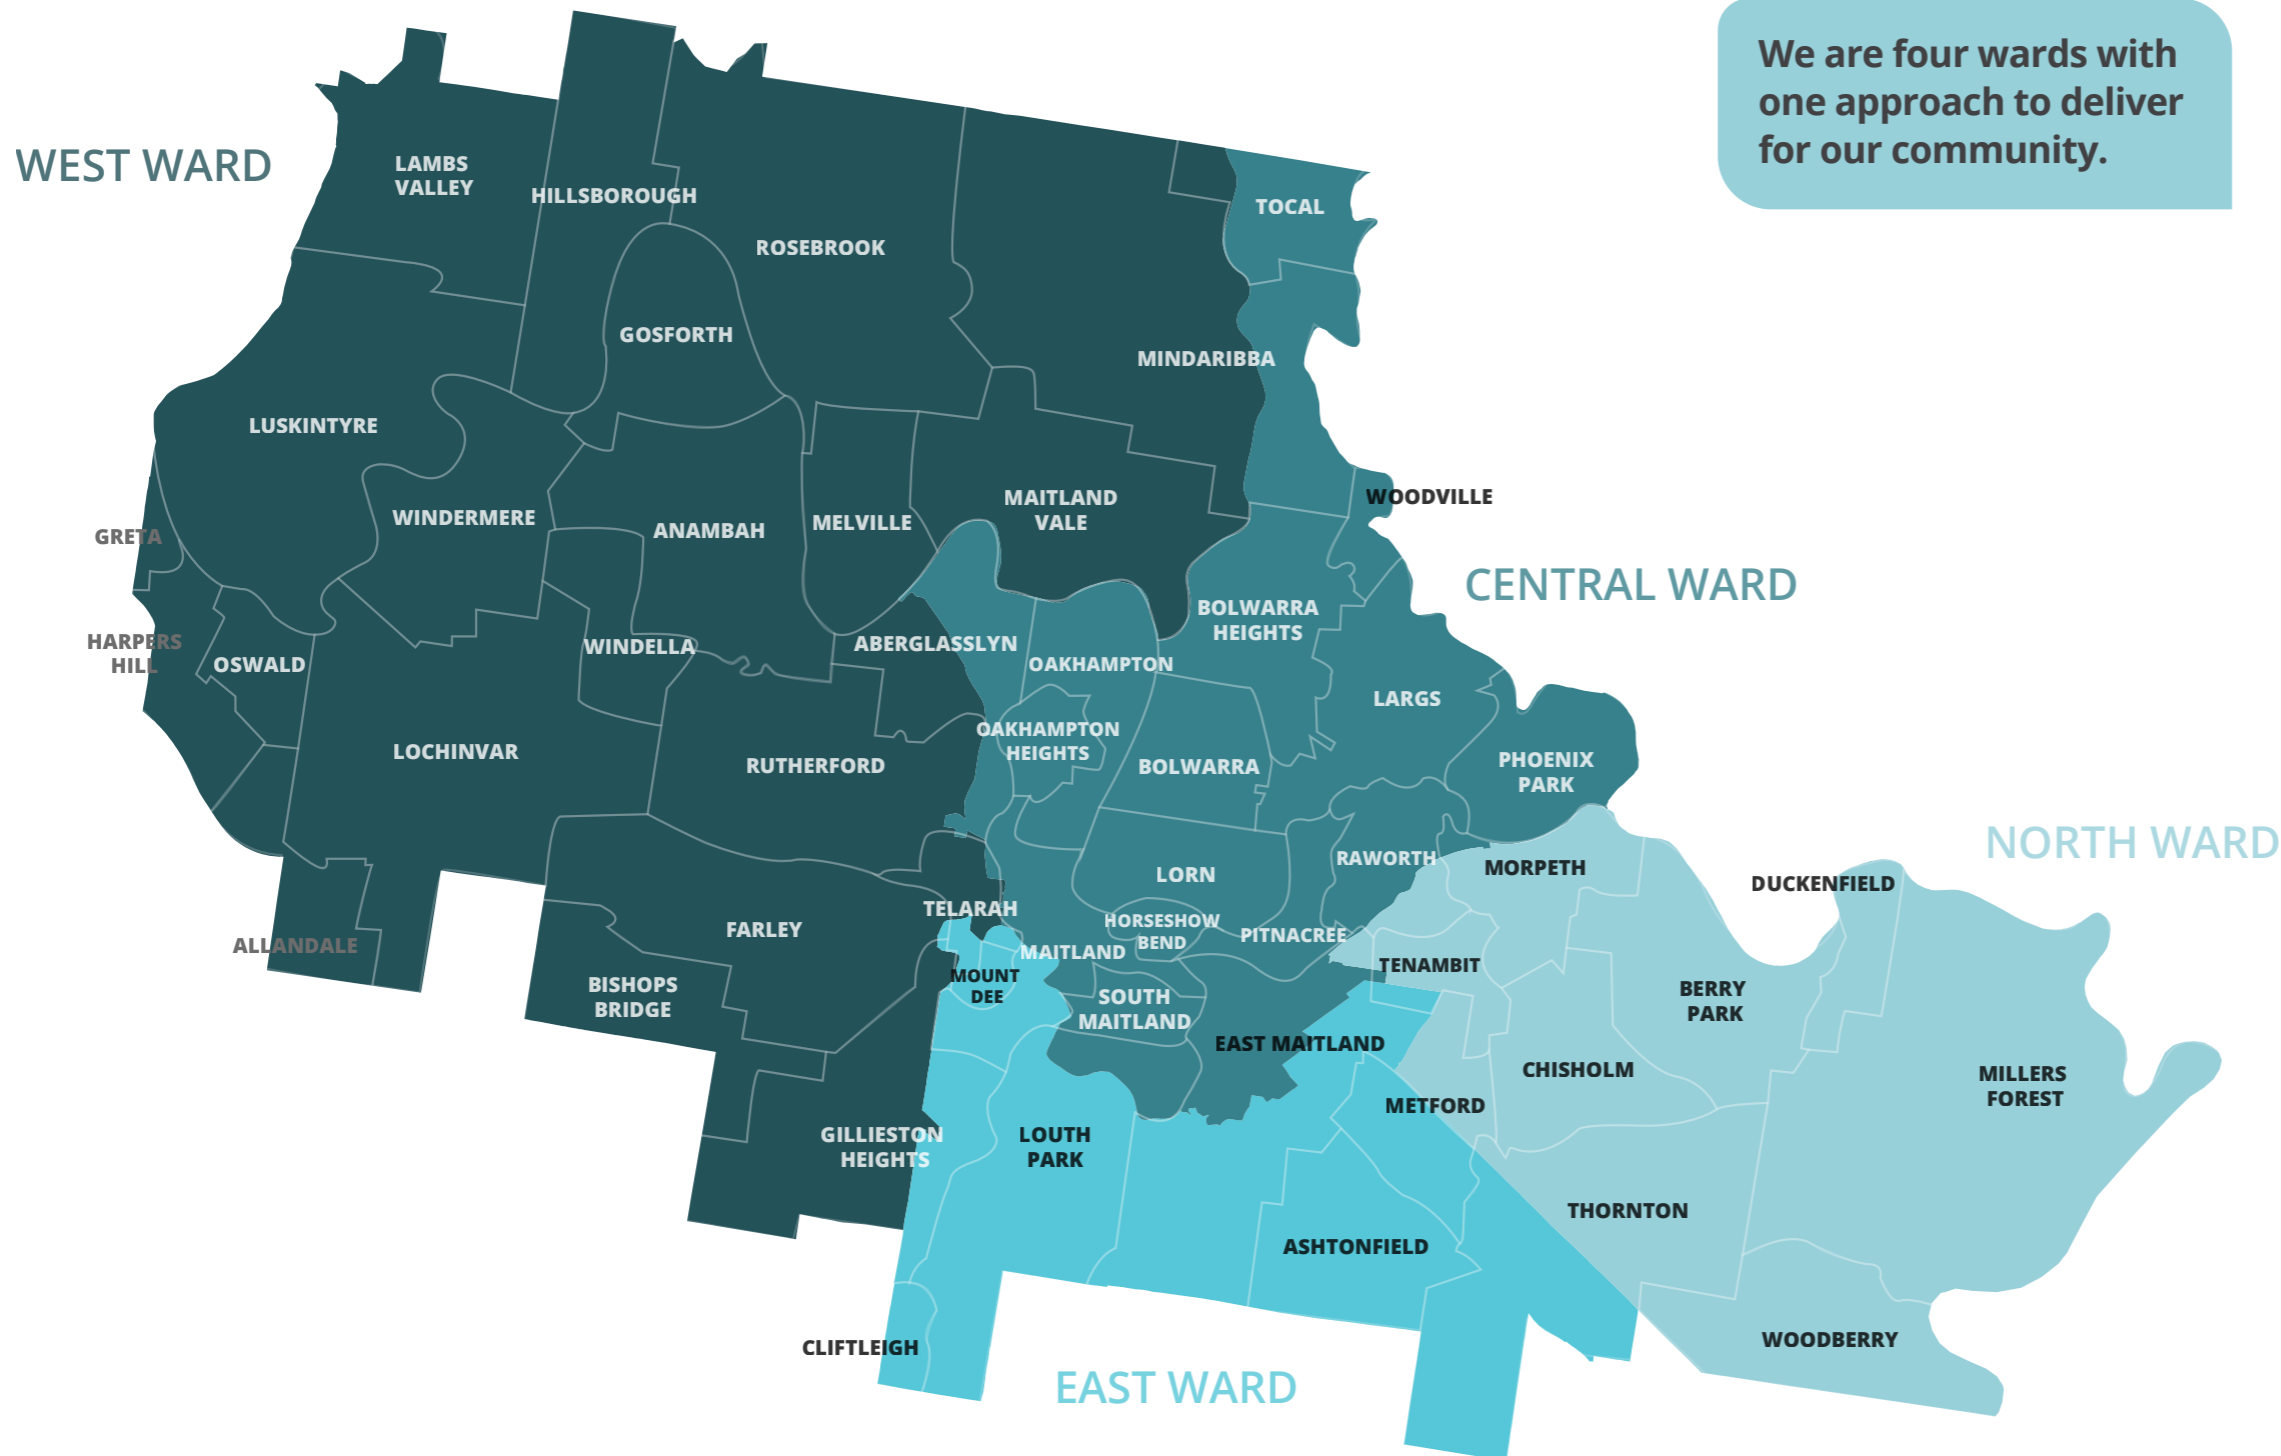 We are four wards with
one approach to deliver
for our community.
WEST WARD
LAMBS
VALLEY
HILLSBOROUGH
TOCAL
ROSEBROOK
GOSFORTH
MINDARIBBA
LUSKINTYRE
WINDERMERE
ANAMBAH
MELVILLE
MAITLAND
VALE
WOODVILLE
GRETA
CENTRAL WARD
HARPERS
HILL
OSWALD
WINDELLA
ABERGLASSLYN
OAKHAMPTON
BOLWARRA
HEIGHTS
LARGS
LOCHINVAR
RUTHERFORD
OAKHAMPTON
HEIGHTS
BOLWARRA
PHOENIX
PARK
NORTH WARD
LORN
RAWORTH
MORPETH
DUCKENFIELD
TELARAH
FARLEY
HORSESHOW
BEND
PITNACREE
ALLANDALE
MAITLAND
TENAMBIT
MOUNT
DEE
BISHOPS
BRIDGE
SOUTH
MAITLAND
BERRY
PARK
EAST MAITLAND
CHISHOLM
MILLERS
FOREST
METFORD
GILLIESTON
HEIGHTS
LOUTH
PARK
THORNTON
ASHTONFIELD
CLIFTLEIGH
WOODBERRY
EAST WARD